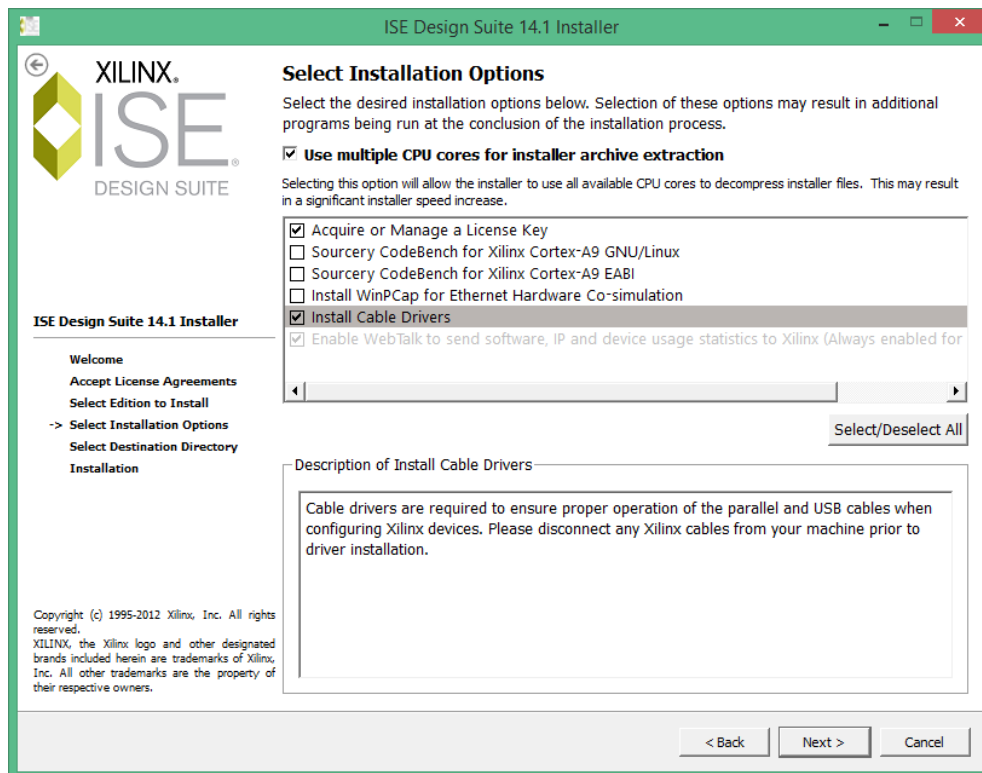 ISE Design Suite 14.1 Installer
XILINX®
ISE®
DESIGN SUITE
ISE Design Suite 14.1 Installer
Welcome
Accept License Agreements
Select Edition to Install
-> Select Installation Options
Select Destination Directory
Installation
Copyright (c) 1995-2012 Xilinx, Inc. All rights
reserved.
XILINX, the Xilinx logo and other designated
brands included herein are trademarks of Xilinx,
Inc. All other trademarks are the property of
their respective owners.
Select Installation Options
Select the desired installation options below. Selection of these options may result in additional
programs being run at the conclusion of the installation process.
Use multiple CPU cores for installer archive extraction
Selecting this option will allow the installer to use all available CPU cores to decompress installer files. This may result
in a significant installer speed increase.
Acquire or Manage a License Key
Sourcery CodeBench for Xilinx Cortex-A9 GNU/Linux
Sourcery CodeBench for Xilinx Cortex-A9 EABI
Install WinPCap for Ethernet Hardware Co-simulation
Install Cable Drivers
Enable WebTalk to send software, IP and device usage statistics to Xilinx (Always enabled for
Select/Deselect All
Description of Install Cable Drivers
Cable drivers are required to ensure proper operation of the parallel and USB cables when
configuring Xilinx devices. Please disconnect any Xilinx cables from your machine prior to
driver installation.
< Back
Next >
Cancel